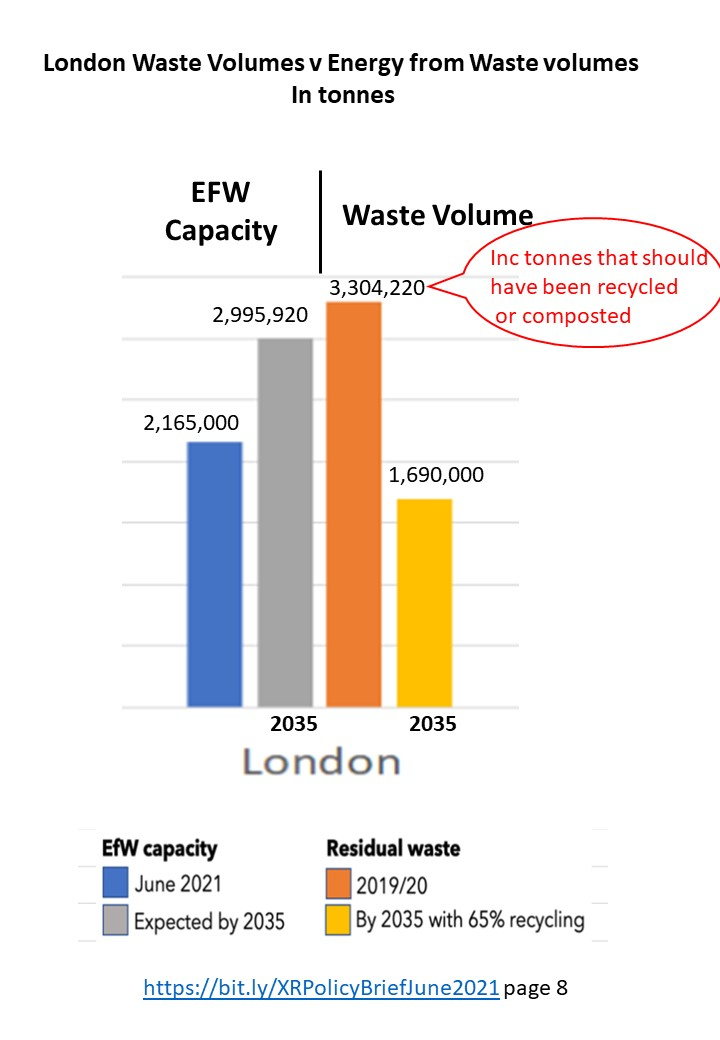 London Waste Volumes v Energy from Waste volumes
In tonnes
EFW
Capacity
Waste Volume
Inc tonnes that should
have been recycled
or composted
3,304,220
2,995,920
2,165,000
1,690,000
2035
2035
London
EfW capacity
June 2021
Expected by 2035
Residual waste
2019/20
By 2035 with 65% recycling
https://bit.ly/XRPolicyBriefJune2021 page 8